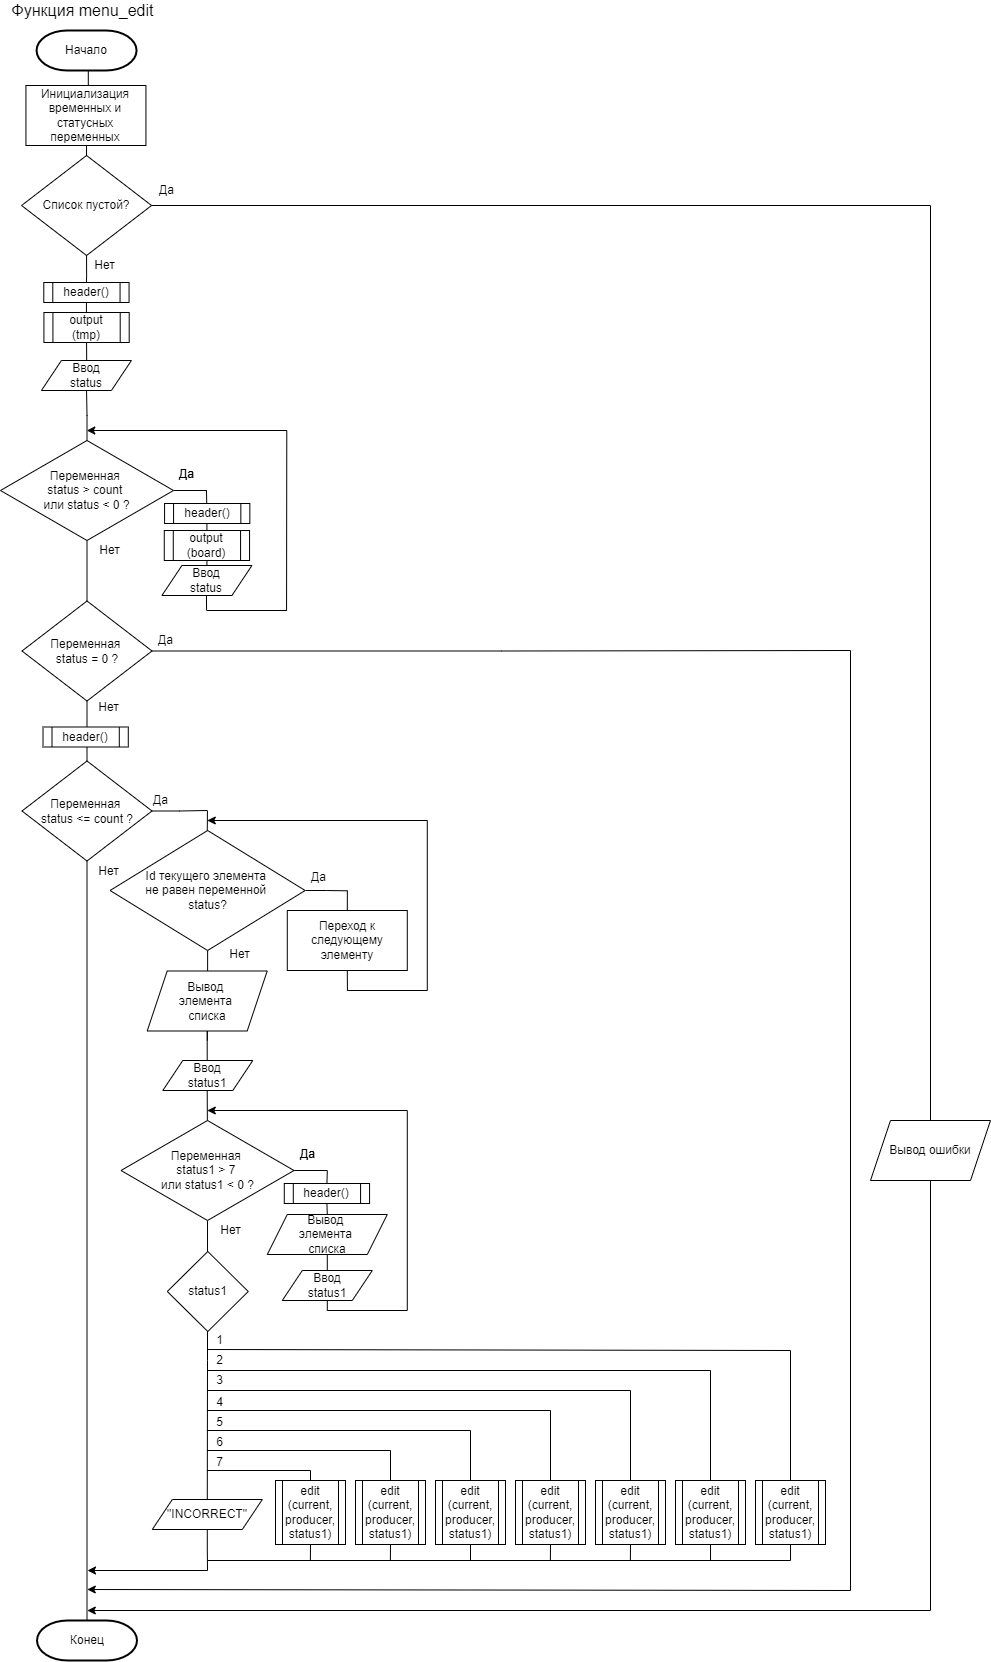 Функция menu_edit
Начало
Инициализация
временных и
статусных
переменных
Да
Список пустой?
Нет
header()
output
(tmp)
Ввод
status
Переменная
status > count
или status < 0 ?
Да
header()
output
(board)
Ввод
status
Нет
Да
Переменная
status = 0 ?
Нет
header()
Переменная
status <= count ?
Да
Нет
Id текущего элемента
не равен переменной
status?
Да
Переход к
следующему
элементу
Нет
Вывод
элемента
списка
Ввод
status1
Переменная
status1 > 7
или status1 < 0 ?
Да
header()
Вывод
элемента
списка
Ввод
status1
Вывод ошибки
Нет
status1
1
2
3
4
5
6
7
"INCORRECT"
edit
(current,
producer,
status1)
edit
(current,
producer,
status1)
edit
(current,
producer,
status1)
edit
(current,
producer,
status1)
edit
(current,
producer,
status1)
edit
(current,
producer,
status1)
edit
(current,
producer,
status1)
Конец